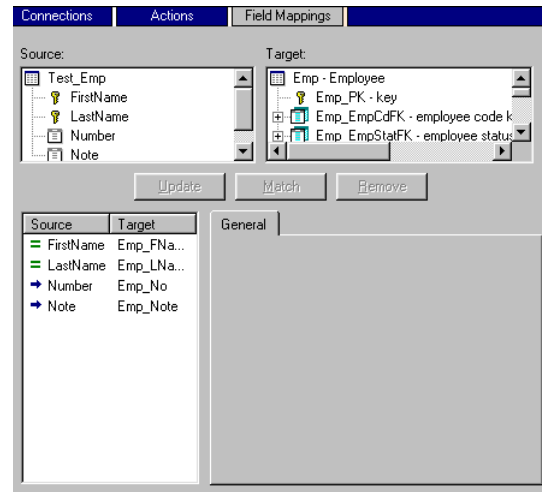 Connections Actions Field Mappings
Source: Target:
Test_Emp Emp - Employee
FirstName Emp_PK - key
LastName Emp_EmpCdFK - employee code k
Number Emp_EmpStatFK - employee status
Note
Update Match Remove
Source Target General
FirstName Emp_FNa...
LastName Emp_LNa...
Number Emp_No
Note Emp_Note